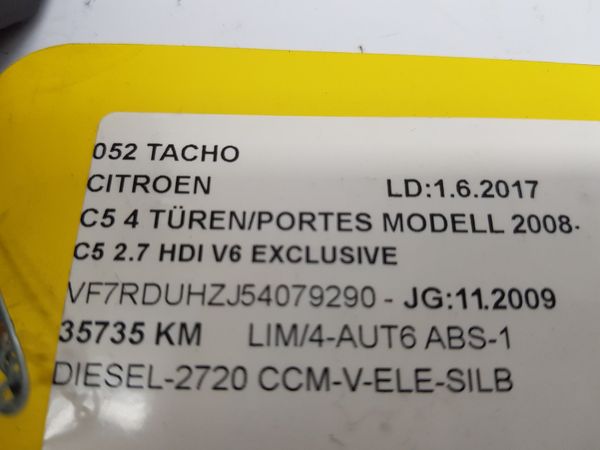 052 TACHO
CITROEN LD:1.6.2017
C5 4 TÜREN/PORTES MODELL 2008-
C5 2.7 HDI V6 EXCLUSIVE
VF7RDUHZJ54079290 - JG:11.2009
35735 KM LIM/4-AUT6 ABS-1
DIESEL-2720 CCM-V-ELE-SILB